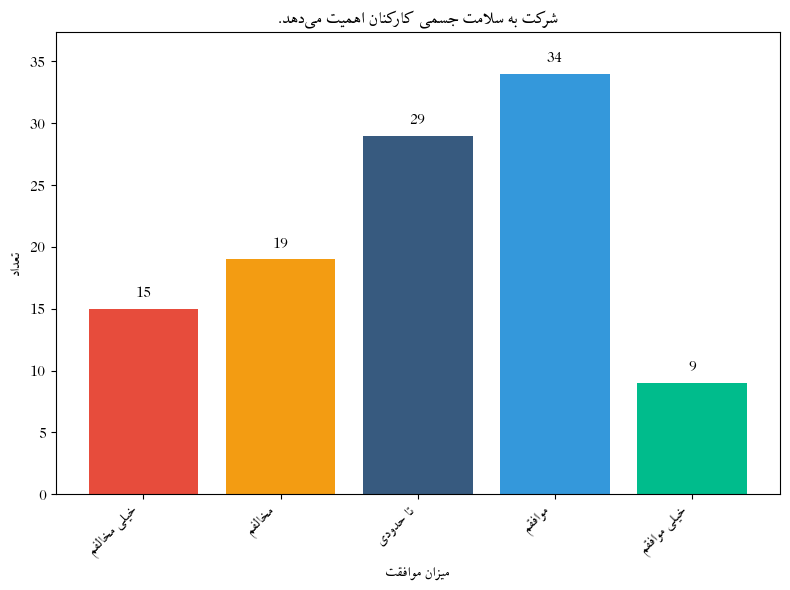 شرکت به سلامت جسمی کارکنان اهمیت می‌دهد.
35
30
25
20
15
10
5
0
تعداد
15
19
29
34
9
خیلی مخالفم
مخالفم
تا حدودی
موافقم
خیلی موافقم
میزان موافقت